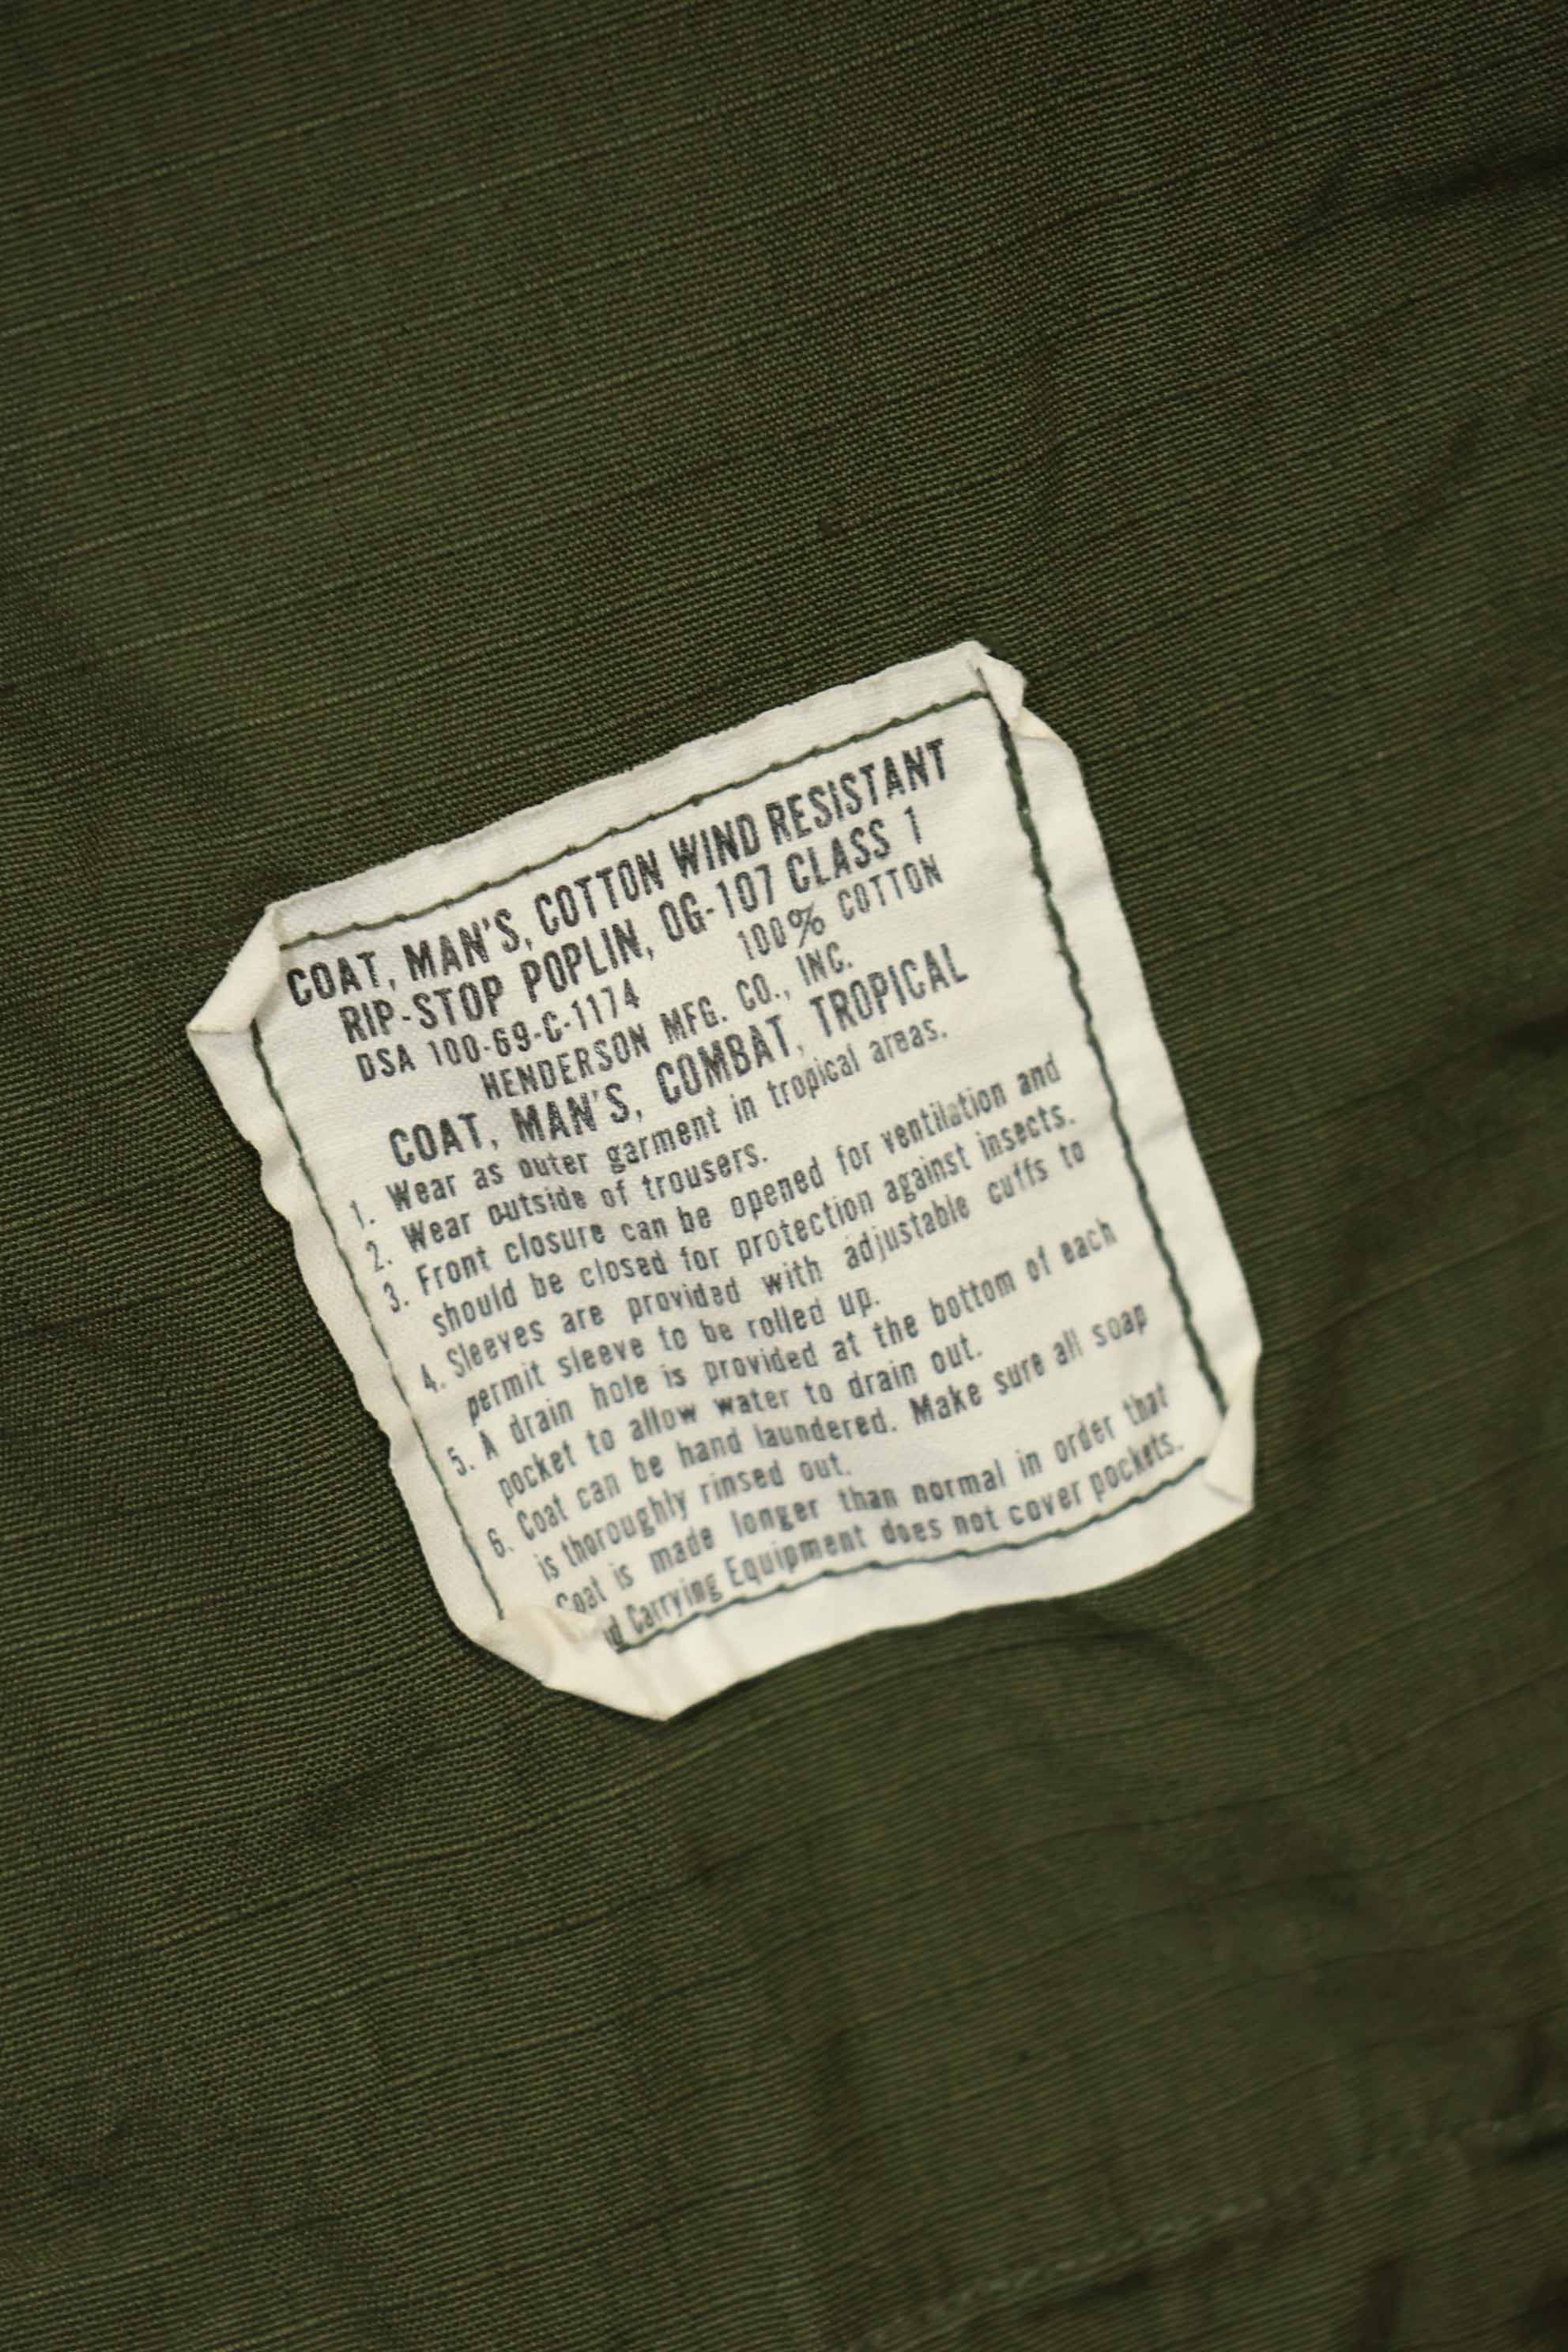 COAT, MAN'S, COTTON WIND RESISTANT
RIP-STOP POPLIN, OG-107 CLASS 1
DSA 100-69-C-1174 100% COTTON
HENDERSON MFG. CO., INC.
COAT, MAN'S, COMBAT, TROPICAL
1. Wear as outer garment in tropical areas.
2. Wear outside of trousers.
3. Front closure can be opened for ventilation and
should be closed for protection against insects.
4. Sleeves are provided with adjustable cuffs to
permit sleeve to be rolled up.
5. A drain hole is provided at the bottom of each
pocket to allow water to drain out.
6. Coat can be hand laundered. Make sure all soap
is thoroughly rinsed out.
Coat is made longer than normal in order that
Carrying Equipment does not cover pockets.